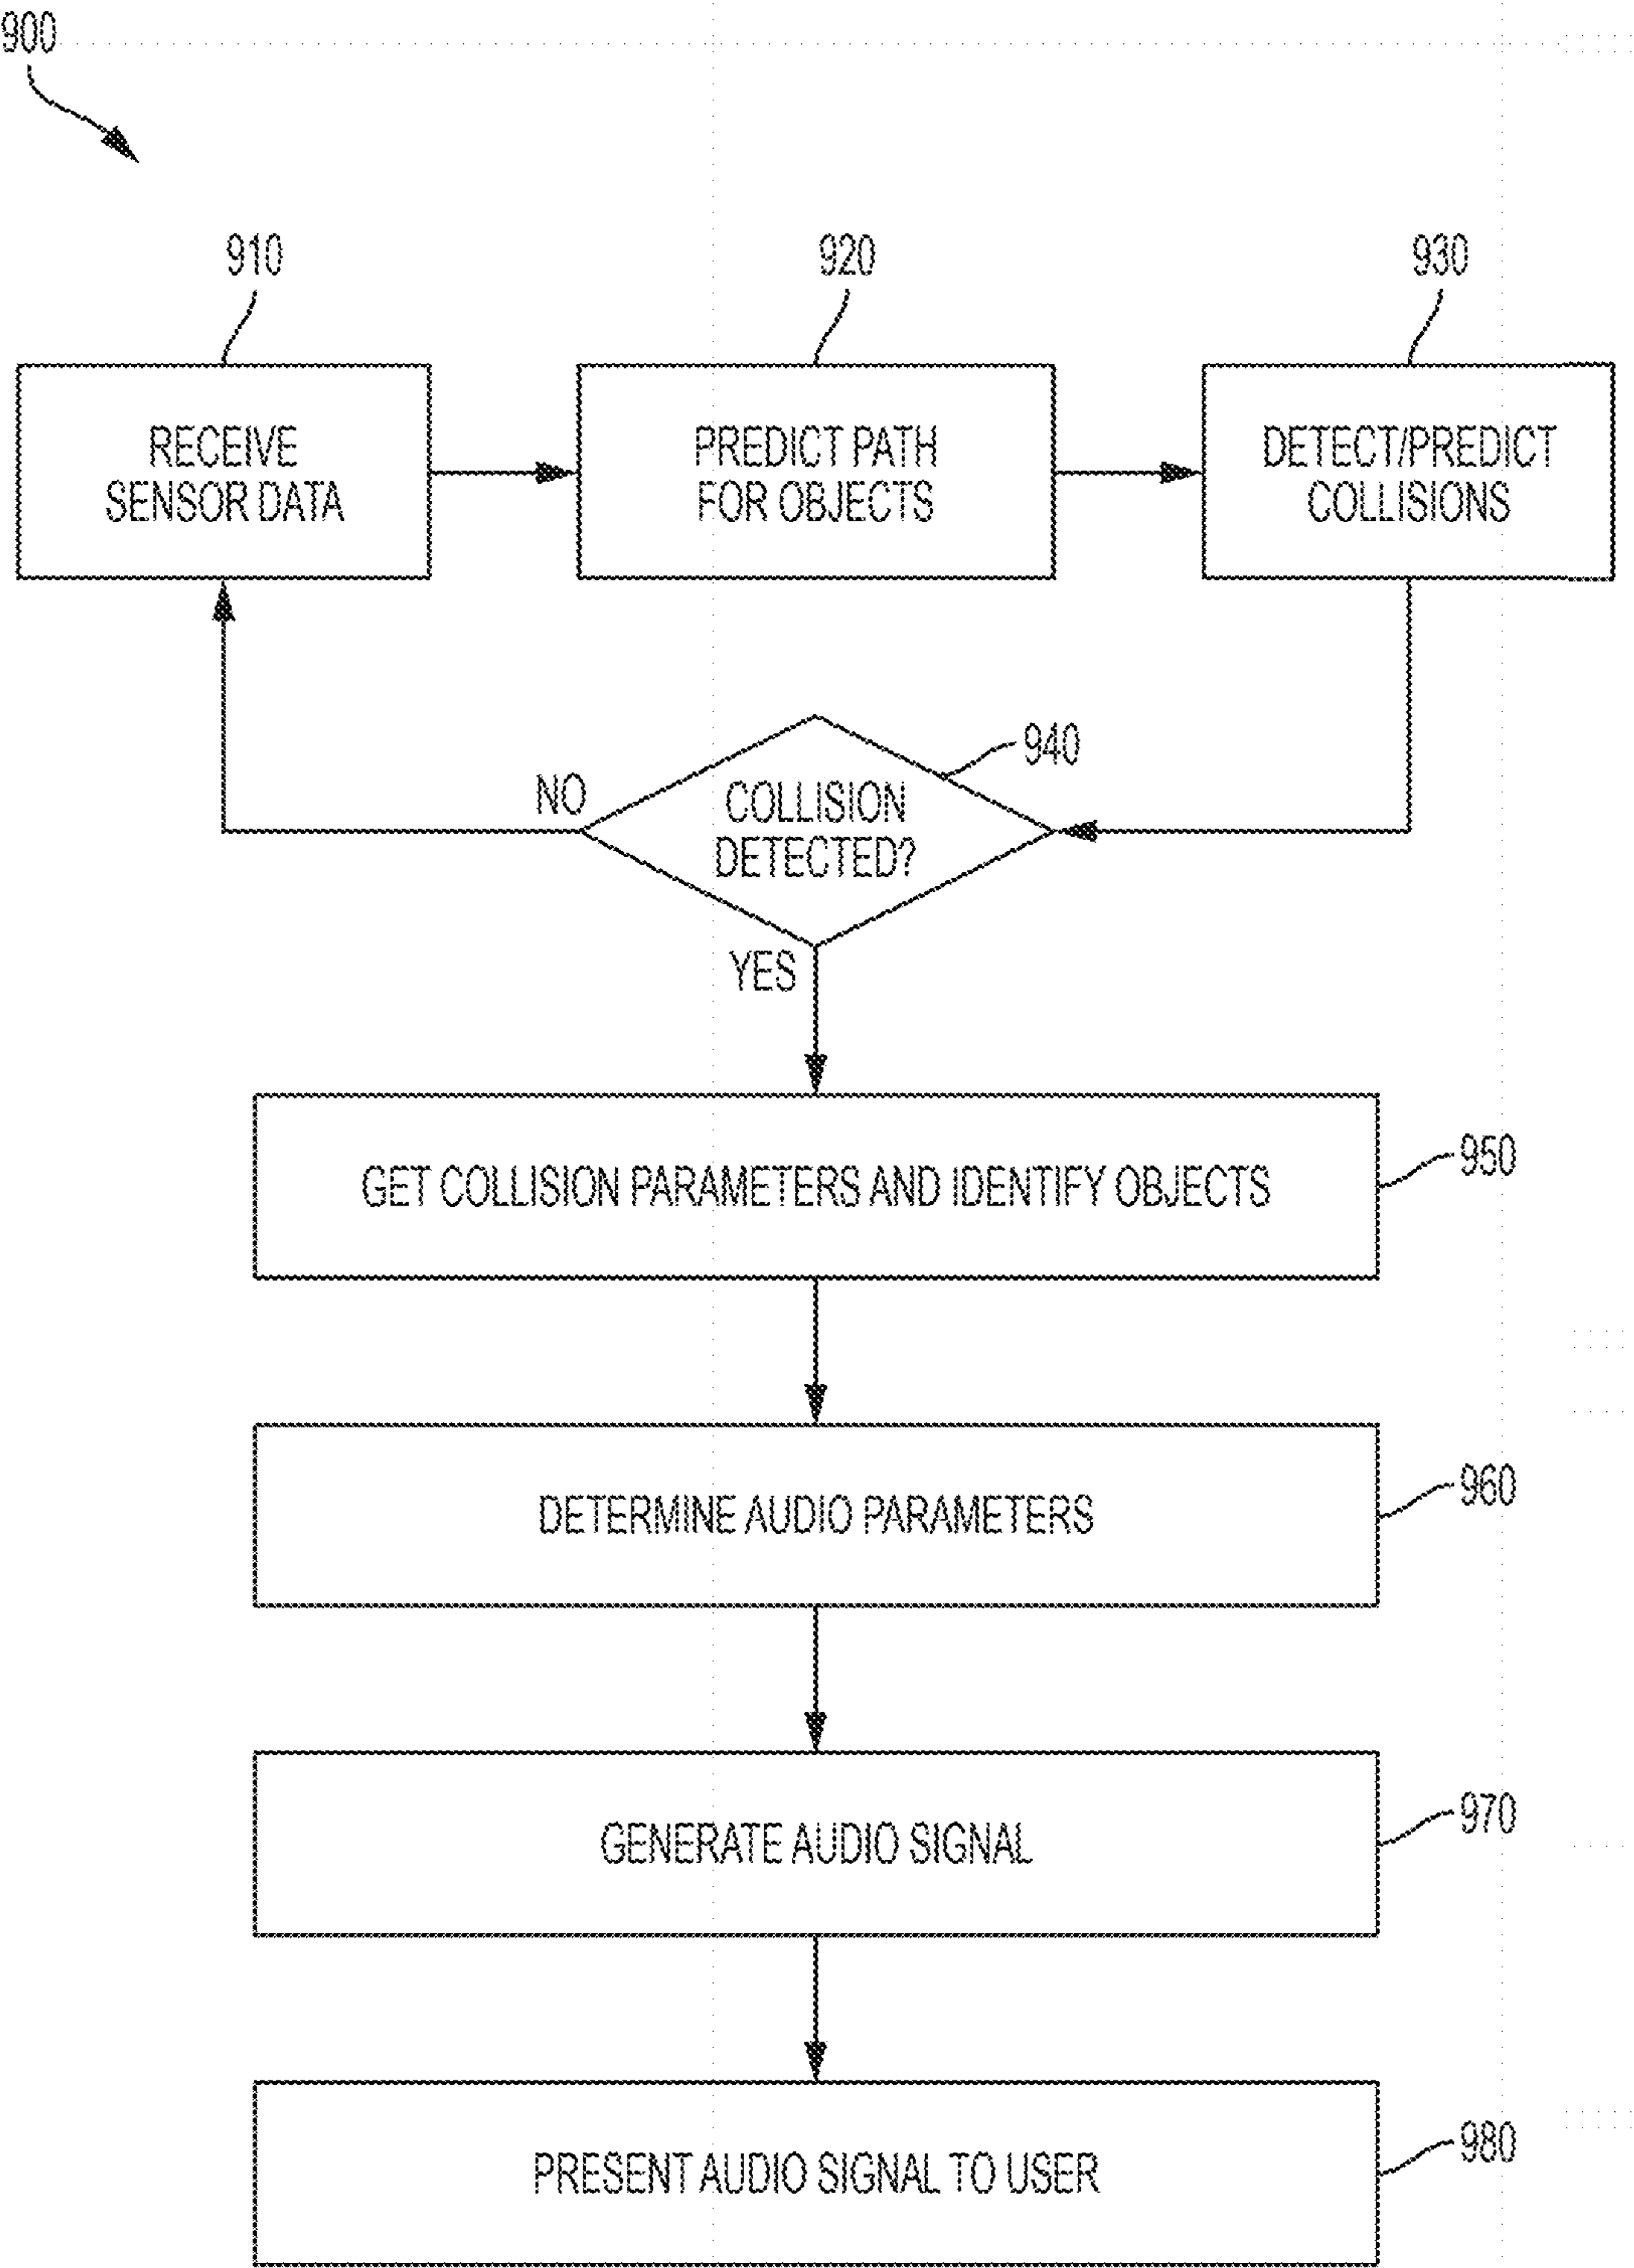 900
910
920
930
RECEIVE
SENSOR DATA
PREDICT PATH
FOR OBJECTS
DETECT/PREDICT
COLLISIONS
940
NO
COLLISION
DETECTED?
YES
950
GET COLLISION PARAMETERS AND IDENTIFY OBJECTS
960
DETERMINE AUDIO PARAMETERS
970
GENERATE AUDIO SIGNAL
980
PRESENT AUDIO SIGNAL TO USER